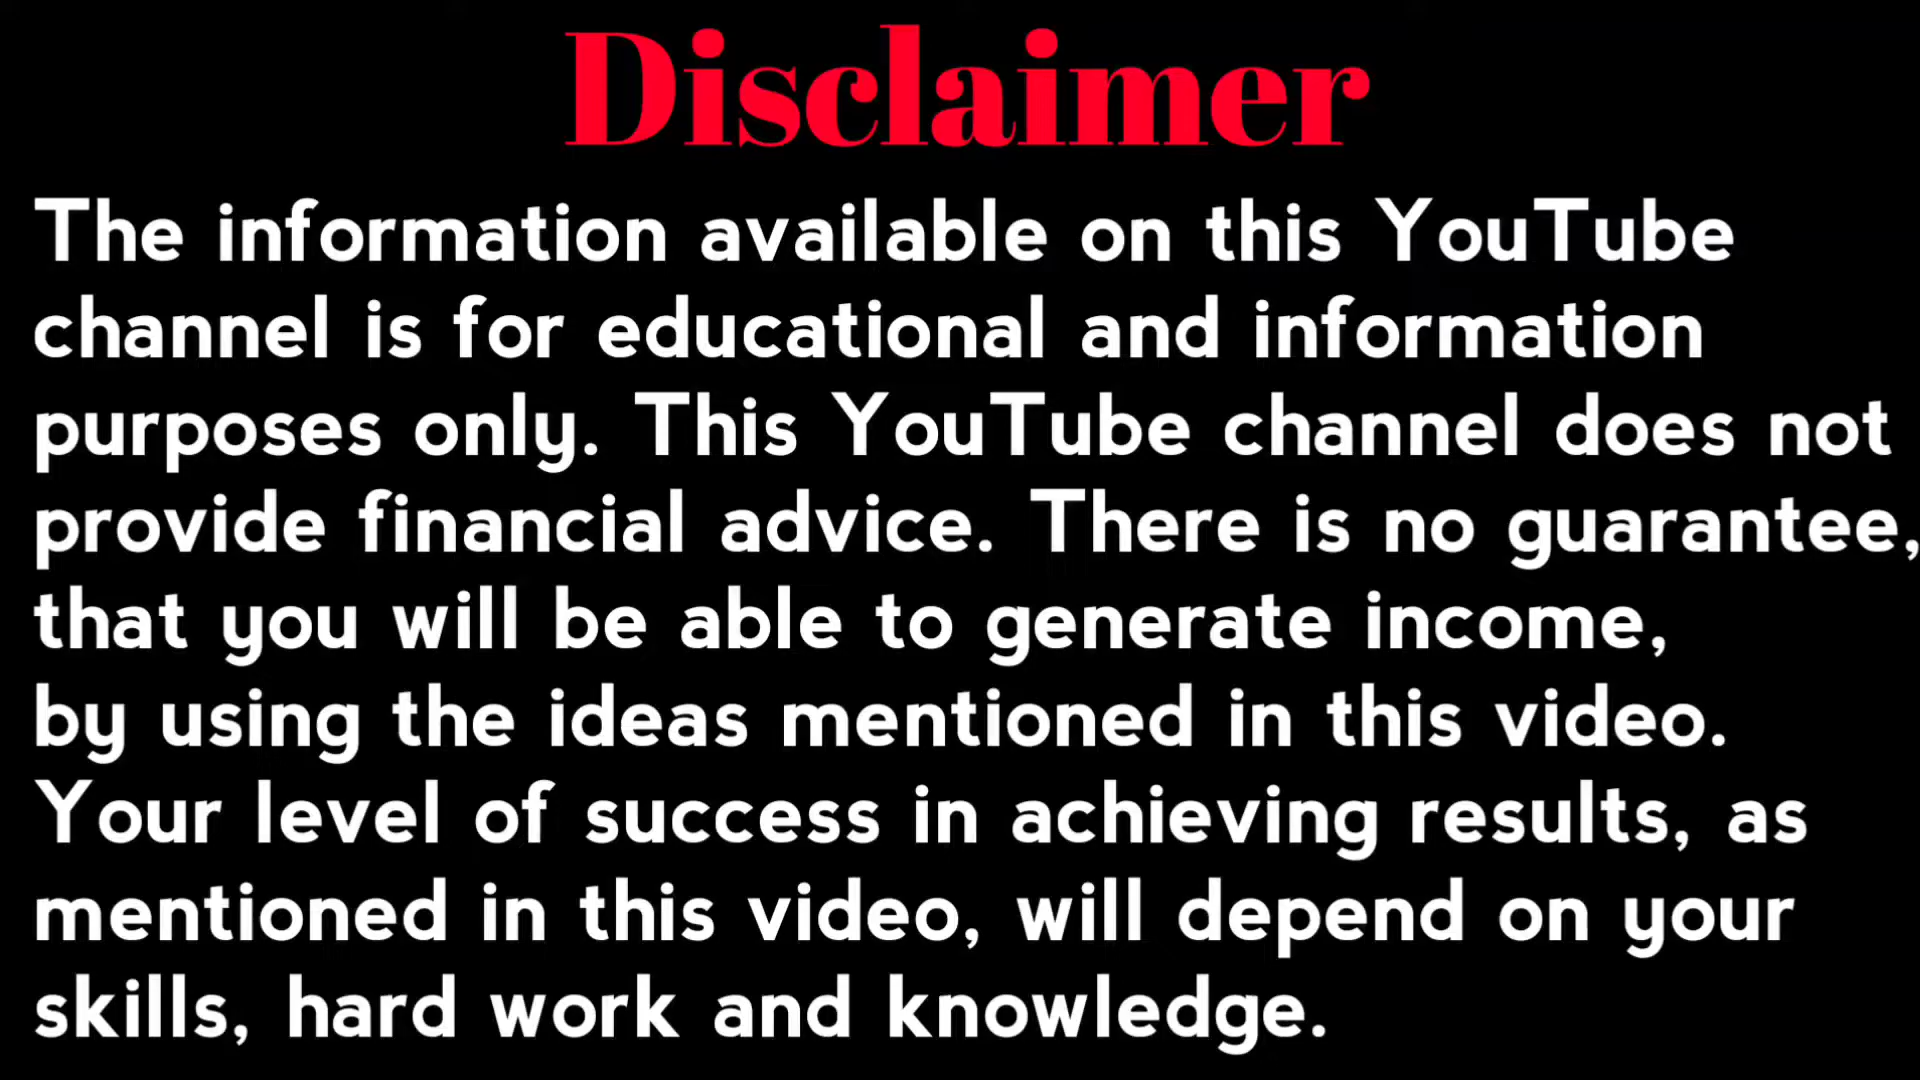 Disclaimer
The information available on this YouTube
channel is for educational and information
purposes only. This YouTube channel does not
provide financial advice. There is no guarantee,
that you will be able to generate income,
by using the ideas mentioned in this video.
Your level of success in achieving results, as
mentioned in this video, will depend on your
skills, hard work and knowledge.